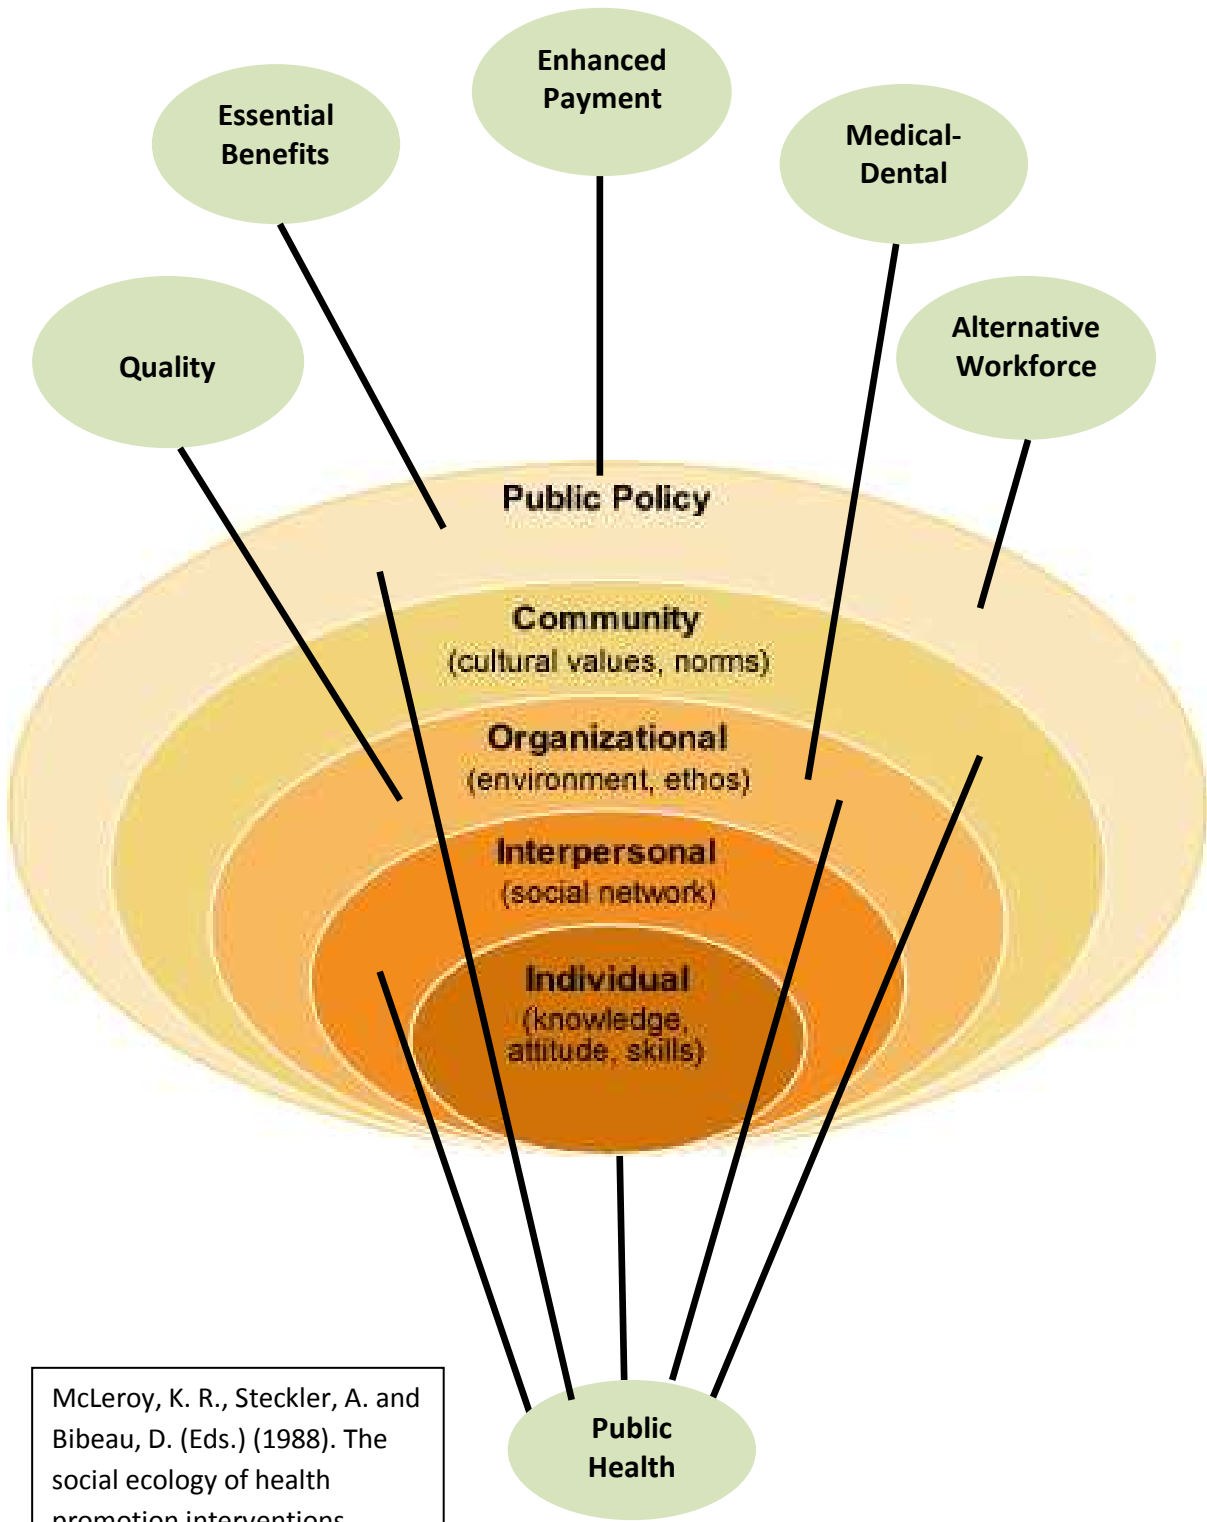 Enhanced
Payment
Essential
Benefits
Medical-
Dental
Quality
Alternative
Workforce
Public Policy
Community
(cultural values, norms)
Organizational
(environment, ethos)
Interpersonal
(social network)
Individual
(knowledge,
attitude, skills)
McLeroy, K. R., Steckler, A. and
Bibeau, D. (Eds.) (1988). The
social ecology of health
promotion interventions
Public
Health